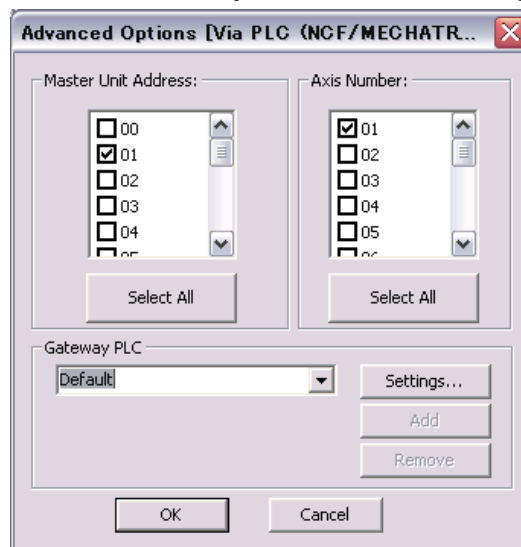 Advanced Options [Via PLC (NCF/MECHATR...
Master Unit Address:
00
01
02
03
04
Select All
Axis Number:
01
02
03
04
05
Select All
Gateway PLC
Default
Settings...
Add
Remove
OK
Cancel